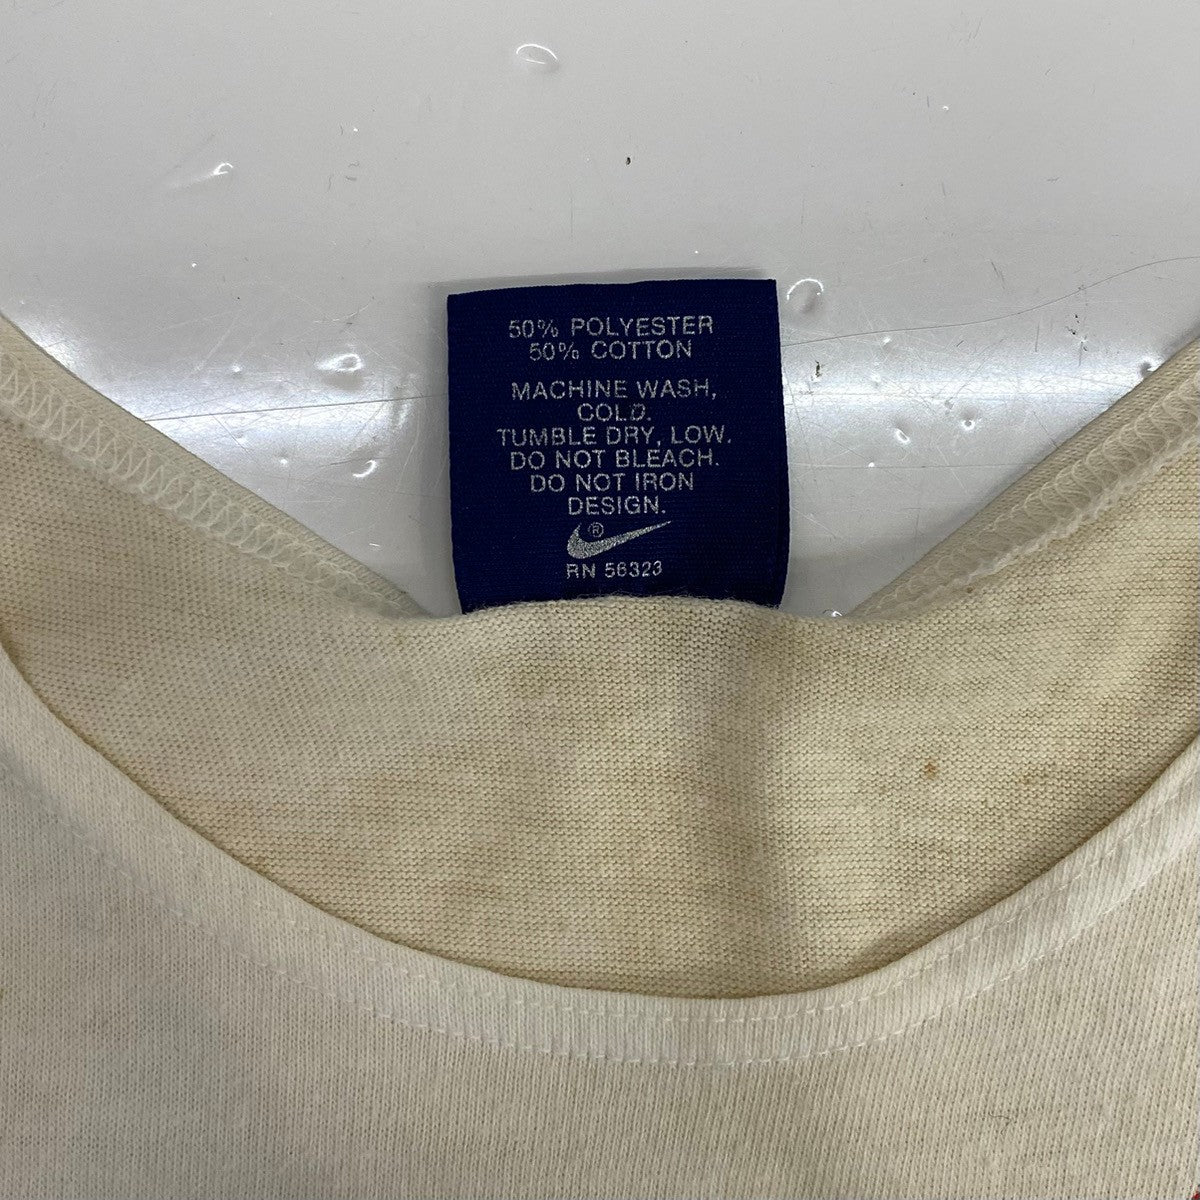 50% POLYESTER
50% COTTON
MACHINE WASH,
COLD.
TUMBLE DRY, LOW.
DO NOT BLEACH.
DO NOT IRON
DESIGN.
®
RN 56323